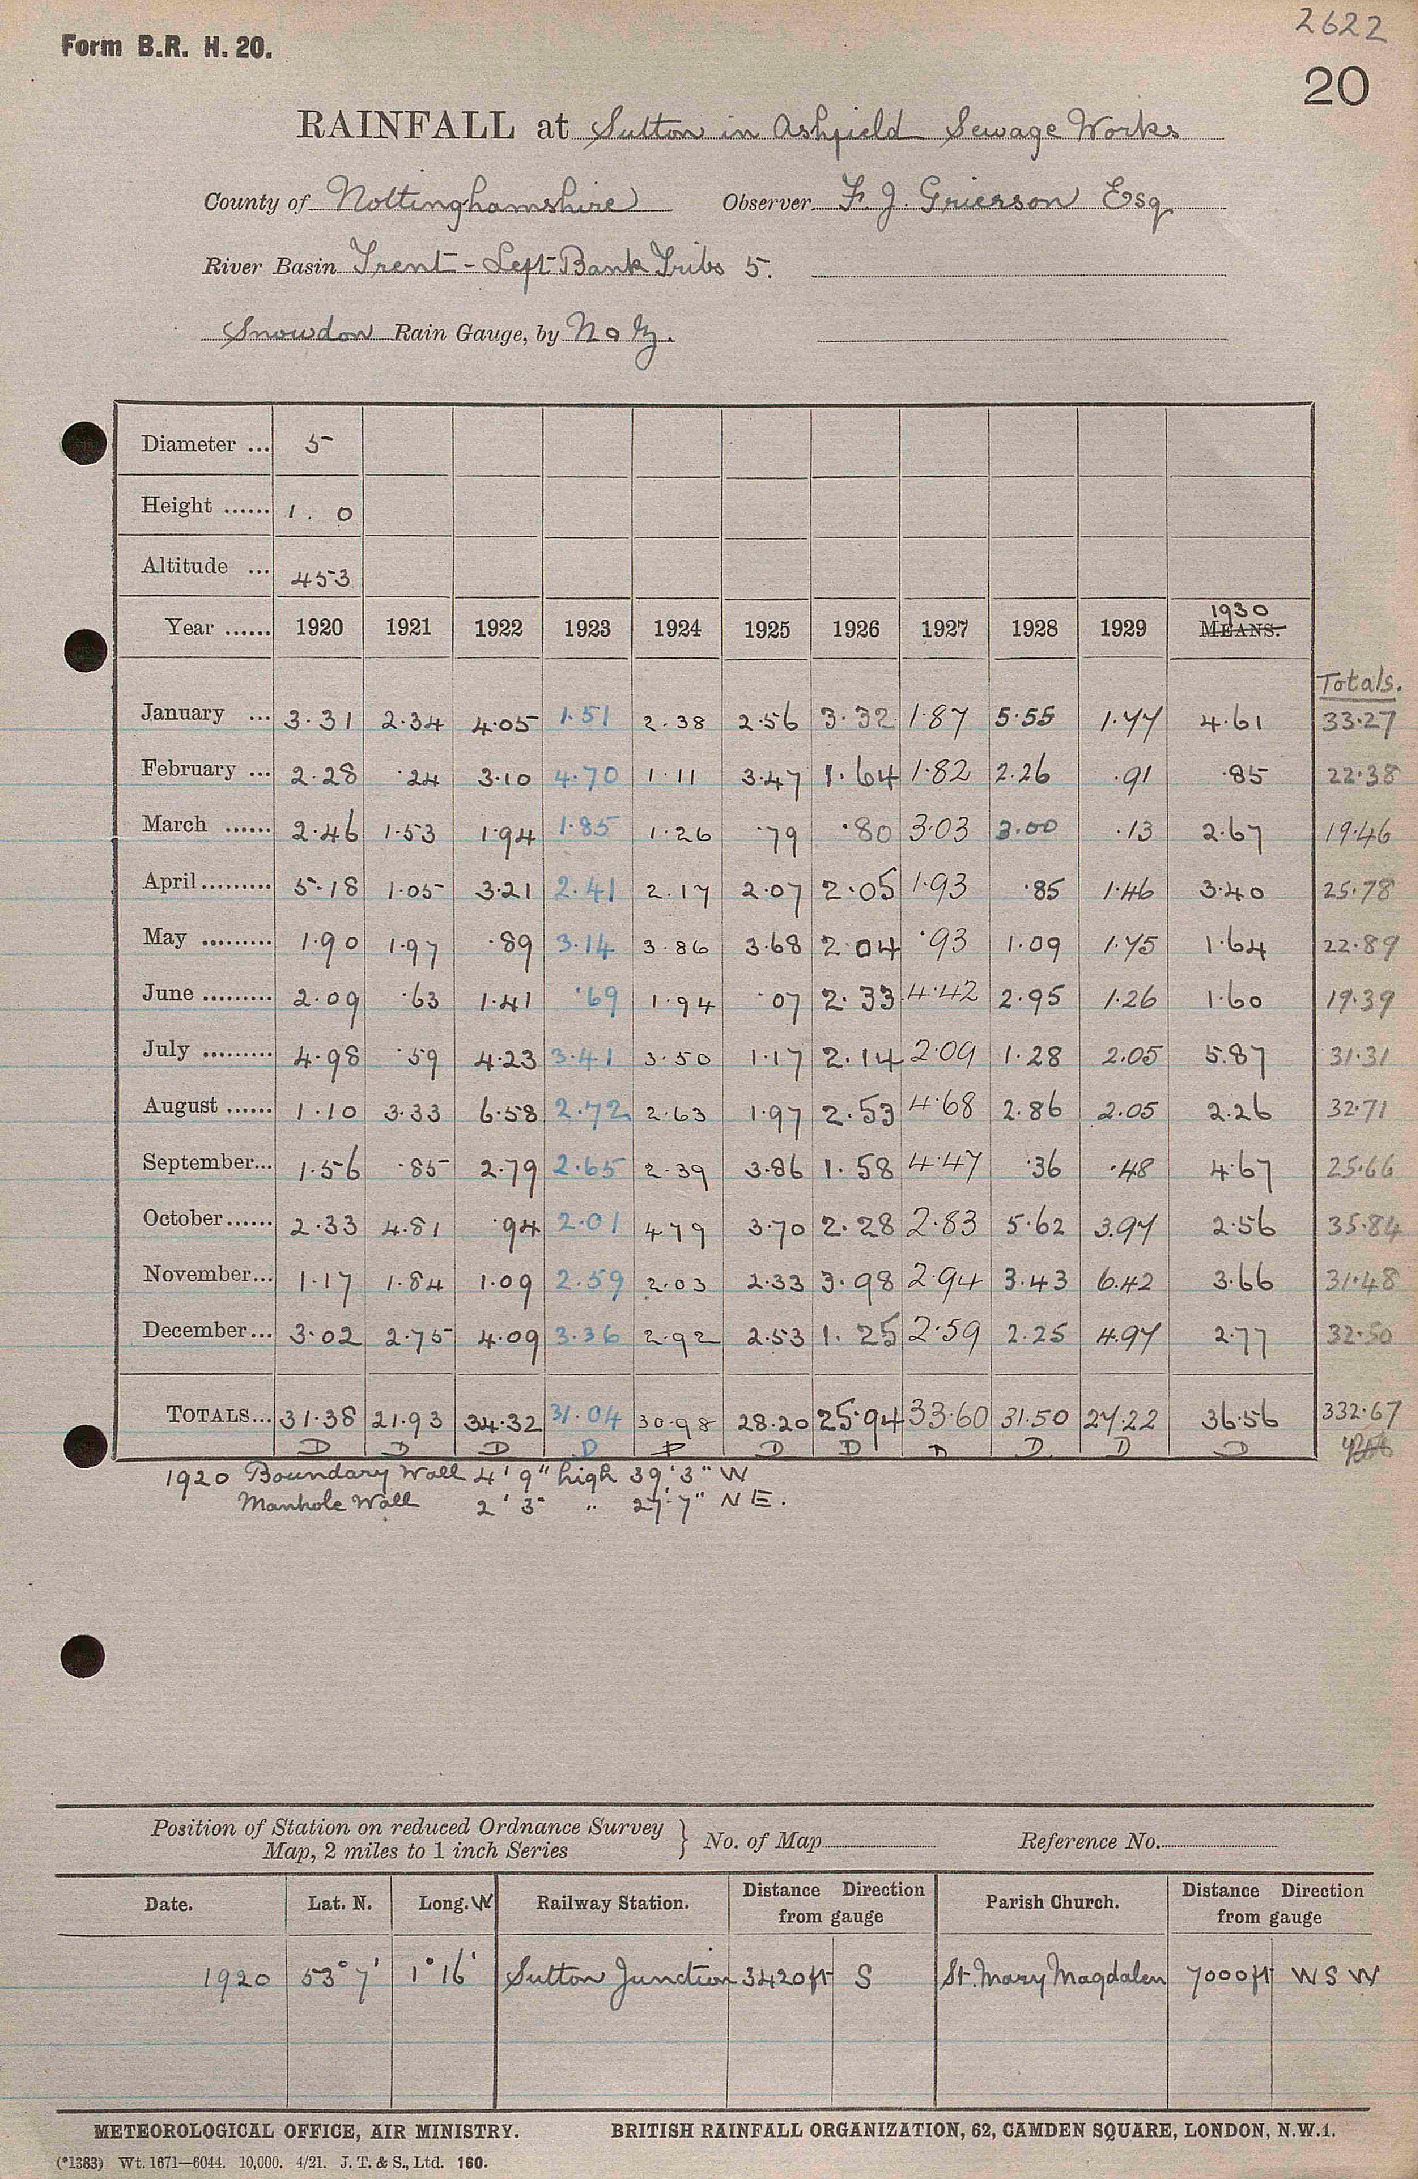 2622
Form B.R. H. 20.
20
RAINFALL at Sutton in Ashfield Sewage Works
County of Nottinghamshire Observer F. J. Grierson Esq
River Basin Trent - Left Bank Tribs 5.
Snowdon Rain Gauge, by N & Z.
Diameter ... 5
Height ...... 1 . 0
Altitude ... 453
1930
Year ...... 1920 1921 1922 1923 1924 1925 1926 1927 1928 1929 MEANS.
Totals.
January ... 3.31 2.34 4.05 1.51 2.38 2.56 3.32 1.87 5.55 1.77 4.61 33.27
February ... 2.28 .24 3.10 4.70 1.11 3.47 1.64 1.82 2.26 .91 .85 22.38
March ...... 2.46 1.53 1.94 1.85 1.26 .79 .80 3.03 3.00 .13 2.67 19.46
April......... 5.18 1.05 3.21 2.41 2.17 2.07 2.05 1.93 .85 1.46 3.40 25.78
May ......... 1.90 1.97 .89 3.14 3 86 3.68 2 04 .93 1.09 1.75 1.64 22.89
June ......... 2.09 .63 1.41 .69 1.94 .07 2.33 4.42 2.95 1.26 1.60 19.39
July ......... 4.98 .59 4.23 3.41 3.50 1.17 2.14 2.09 1.28 2.05 5.87 31.31
August ...... 1.10 3.33 6.58 2.72 2.63 1.97 2.53 4.68 2.86 2.05 2.26 32.71
September... 1.56 .85 2.79 2.65 2.39 3.86 1.58 4.47 .36 .48 4.67 25.66
October...... 2.33 4.81 .94 2.01 4 79 3.70 2.28 2.83 5.62 3.97 2.56 35.84
November... 1.17 1.84 1.09 2.59 2.03 2.33 3.98 2.94 3.43 6.42 3.66 31.48
December... 3.02 2.75 4.09 3.36 2.92 2.53 1.25 2.59 2.25 4.97 2.77 32.50
TOTALS... 31.38 21.93 34.32 31.04 30.98 28.20 25.94 33.60 31.50 27.22 36.56 332.67
D D D D D D D D D D D
1920 Boundary Wall 4' 9" high 39' 3" W
Manhole Wall 2' 3" " 27' 7" N E.
Position of Station on reduced Ordnance Survey
Map, 2 miles to 1 inch Series } No. of Map Reference No.
Date. Lat. N. Long. W Railway Station. Distance Direction from gauge Parish Church. Distance Direction from gauge
1920 53° 7' 1° 16' Sutton Junction 3420 ft S St. Mary Magdalen 7000 ft W S W
METEOROLOGICAL OFFICE, AIR MINISTRY. BRITISH RAINFALL ORGANIZATION, 62, CAMDEN SQUARE, LONDON, N.W.1.
(*1383) Wt. 1671—6044. 10,000. 4/21. J. T. & S., Ltd. 160.